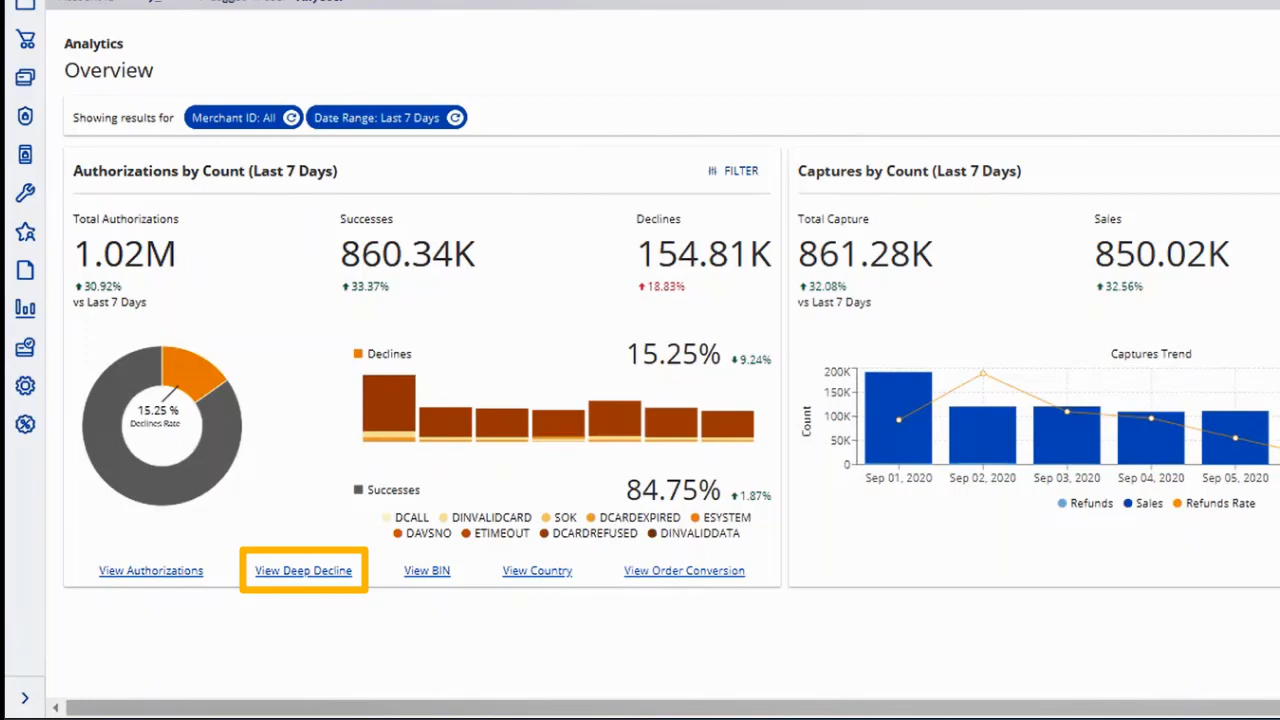 Analytics
Overview
Showing results for Merchant ID: All Date Range: Last 7 Days
Authorizations by Count (Last 7 Days) FILTER
Total Authorizations Successes Declines
1.02M 860.34K 154.81K
30.92% 33.37% 18.83%
vs Last 7 Days
Declines 15.25% 9.24%
15.25 %
Declines Rate
Successes 84.75% 1.87%
DCALL DINVALIDCARD SOK DCARDEXPIRED ESYSTEM
DAVSNO ETIMEOUT DCARDREFUSED DINVALIDDATA
View Authorizations View Deep Decline View BIN View Country View Order Conversion
Captures by Count (Last 7 Days)
Total Capture Sales
861.28K 850.02K
32.08% 32.56%
vs Last 7 Days
Captures Trend
Count
200K
150K
100K
50K
0
Sep 01, 2020 Sep 02, 2020 Sep 03, 2020 Sep 04, 2020 Sep 05, 2020
Refunds Sales Refunds Rate